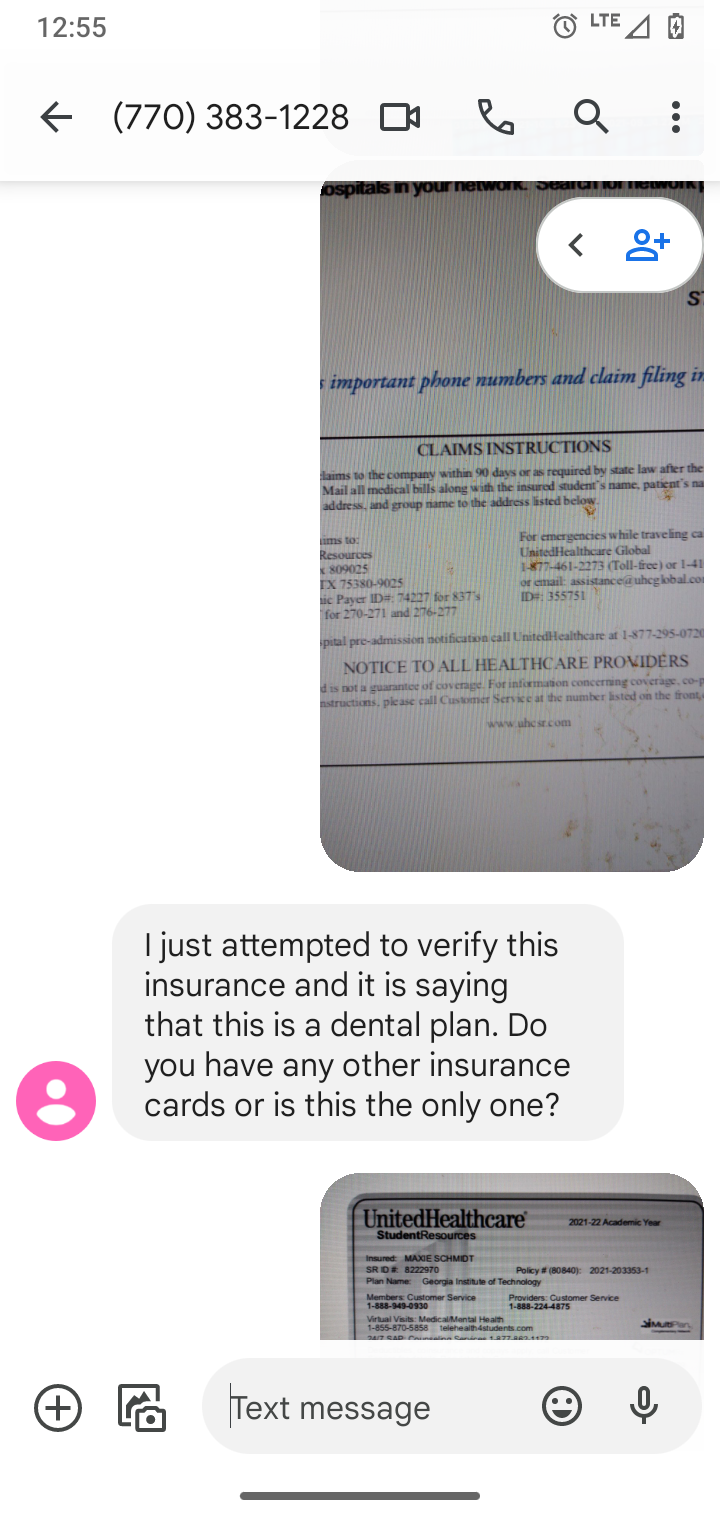 12:55
LTE
(770) 383-1228
ospitals in your network. Search for network
S
important phone numbers and claim filing in
CLAIMS INSTRUCTIONS
claims to the company within 90 days or as required by state law after the
Mail all medical bills along with the insured student's name, patient's na
address, and group name to the address listed below.
ims to:
Resources
x 809025
TX 75380-9025
nic Payer ID#: 74227 for 837's
for 270-271 and 276-277
For emergencies while traveling ca
UnitedHealthcare Global
1-877-461-2273 (Toll-free) or 1-41
or email: assistance@uhcglobal.co
ID#: 355751
spital pre-admission notification call UnitedHealthcare at 1-877-295-0720
NOTICE TO ALL HEALTHCARE PROVIDERS
d is not a guarantee of coverage. For information concerning coverage, co-p
nstructions, please call Customer Service at the number listed on the front,
www.uhcsr.com
I just attempted to verify this
insurance and it is saying
that this is a dental plan. Do
you have any other insurance
cards or is this the only one?
UnitedHealthcare
StudentResources
2021-22 Academic Year
Insured: MAXIE SCHMIDT
SR ID #: 8222970
Policy # (80840): 2021-203353-1
Plan Name: Georgia Institute of Technology
Members: Customer Service
1-888-949-0930
Providers: Customer Service
1-888-224-4875
Virtual Visits: Medical/Mental Health
1-855-870-5858 telehealth4students.com
MultiPlan
24/7 SAP: Counseling Services 1-877-862-1172
Text message